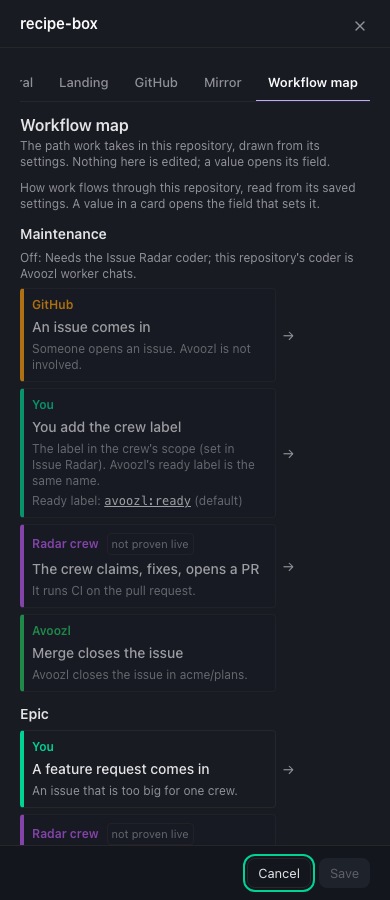 recipe-box
ral
Landing
GitHub
Mirror
Workflow map
Workflow map
The path work takes in this repository, drawn from its
settings. Nothing here is edited; a value opens its field.
How work flows through this repository, read from its saved
settings. A value in a card opens the field that sets it.
Maintenance
Off: Needs the Issue Radar coder; this repository's coder is
Avoozl worker chats.
GitHub
An issue comes in
Someone opens an issue. Avoozl is not
involved.
→
You
You add the crew label
The label in the crew's scope (set in
Issue Radar). Avoozl's ready label is the
same name.
Ready label: avoozl:ready (default)
→
Radar crew not proven live
The crew claims, fixes, opens a PR
It runs CI on the pull request.
→
Avoozl
Merge closes the issue
Avoozl closes the issue in acme/plans.
Epic
You
A feature request comes in
An issue that is too big for one crew.
→
Radar crew not proven live
Cancel
Save